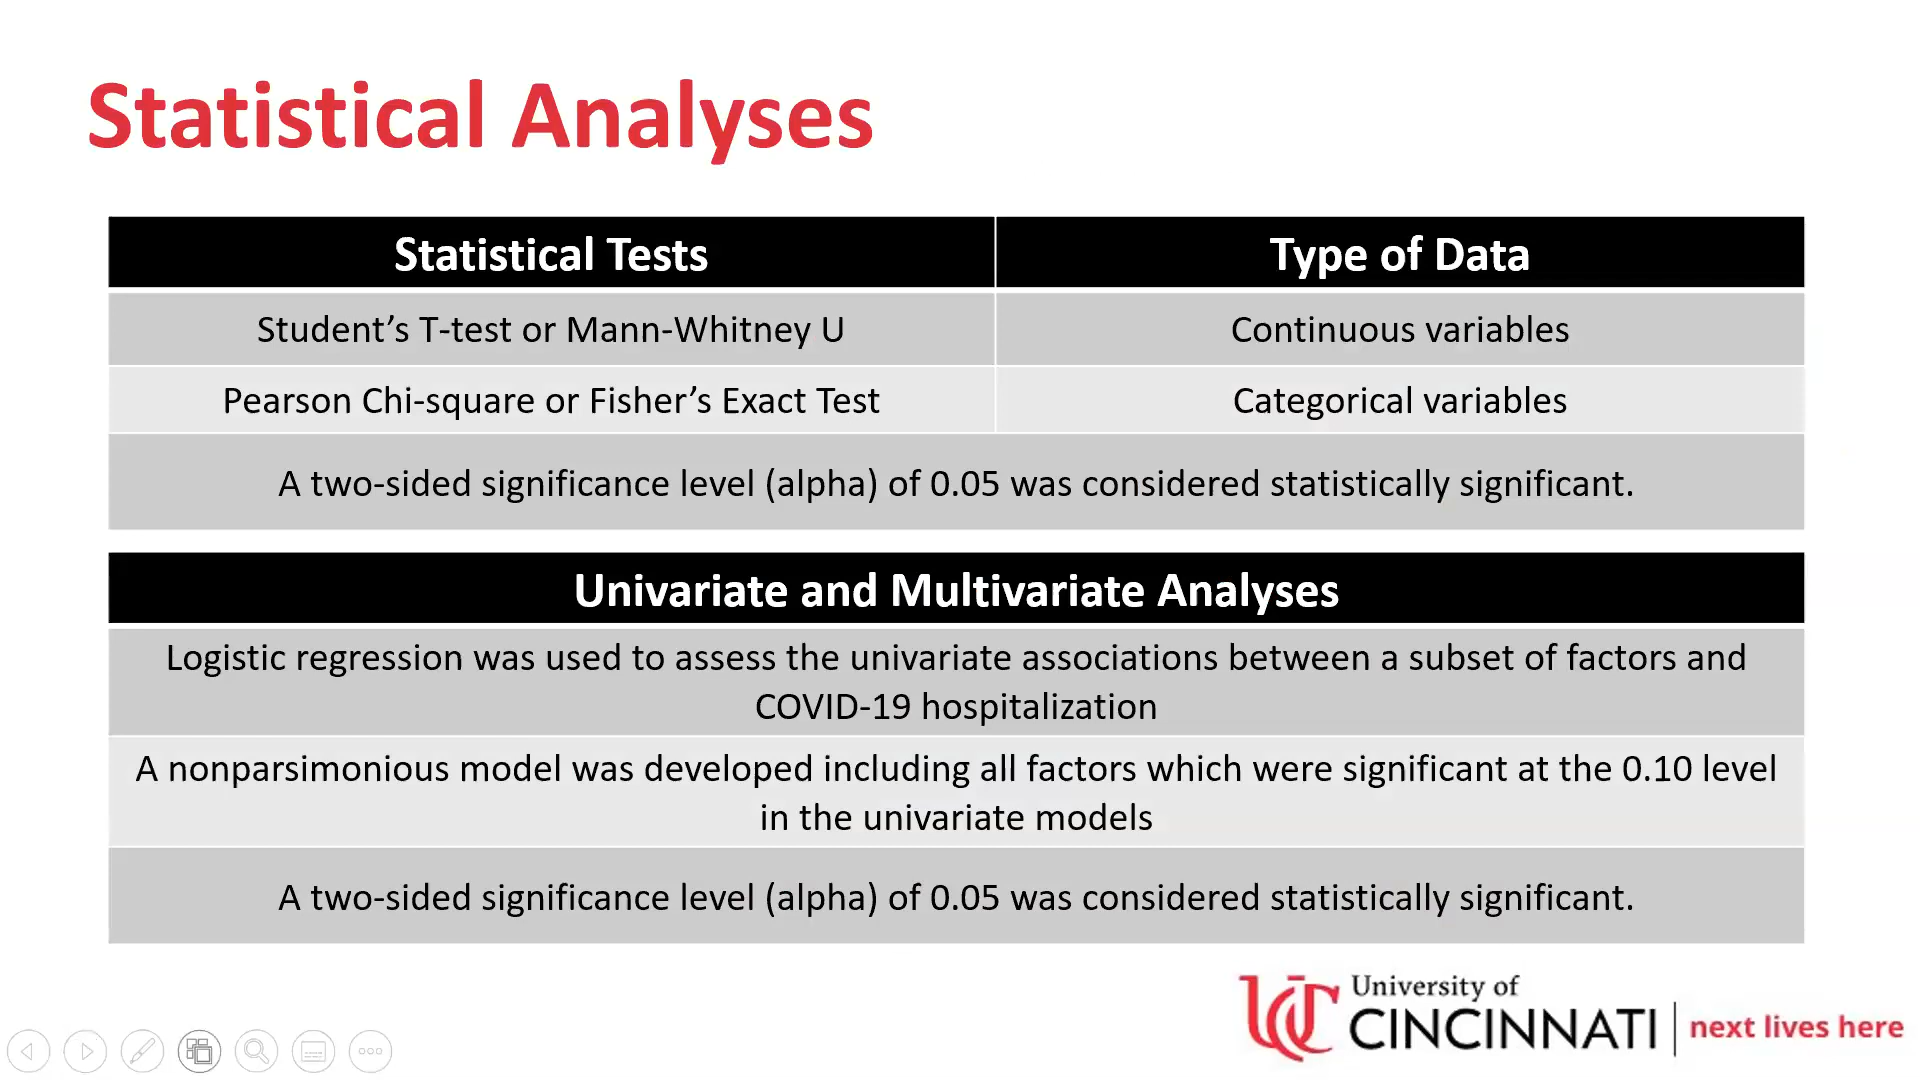 Statistical Analyses
Statistical Tests
Type of Data
Student’s T-test or Mann-Whitney U
Continuous variables
Pearson Chi-square or Fisher’s Exact Test
Categorical variables
A two-sided significance level (alpha) of 0.05 was considered statistically significant.
Univariate and Multivariate Analyses
Logistic regression was used to assess the univariate associations between a subset of factors and
COVID-19 hospitalization
A nonparsimonious model was developed including all factors which were significant at the 0.10 level
in the univariate models
A two-sided significance level (alpha) of 0.05 was considered statistically significant.
UC
University of
CINCINNATI
next lives here